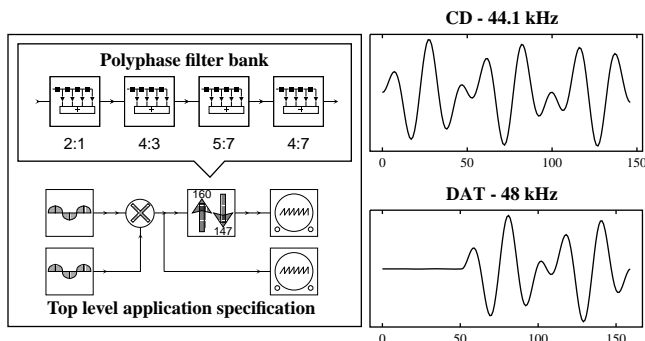 Polyphase filter bank
2:1 4:3 5:7 4:7
160
147
Top level application specification
CD - 44.1 kHz
0 50 100 150
DAT - 48 kHz
0 50 100 150